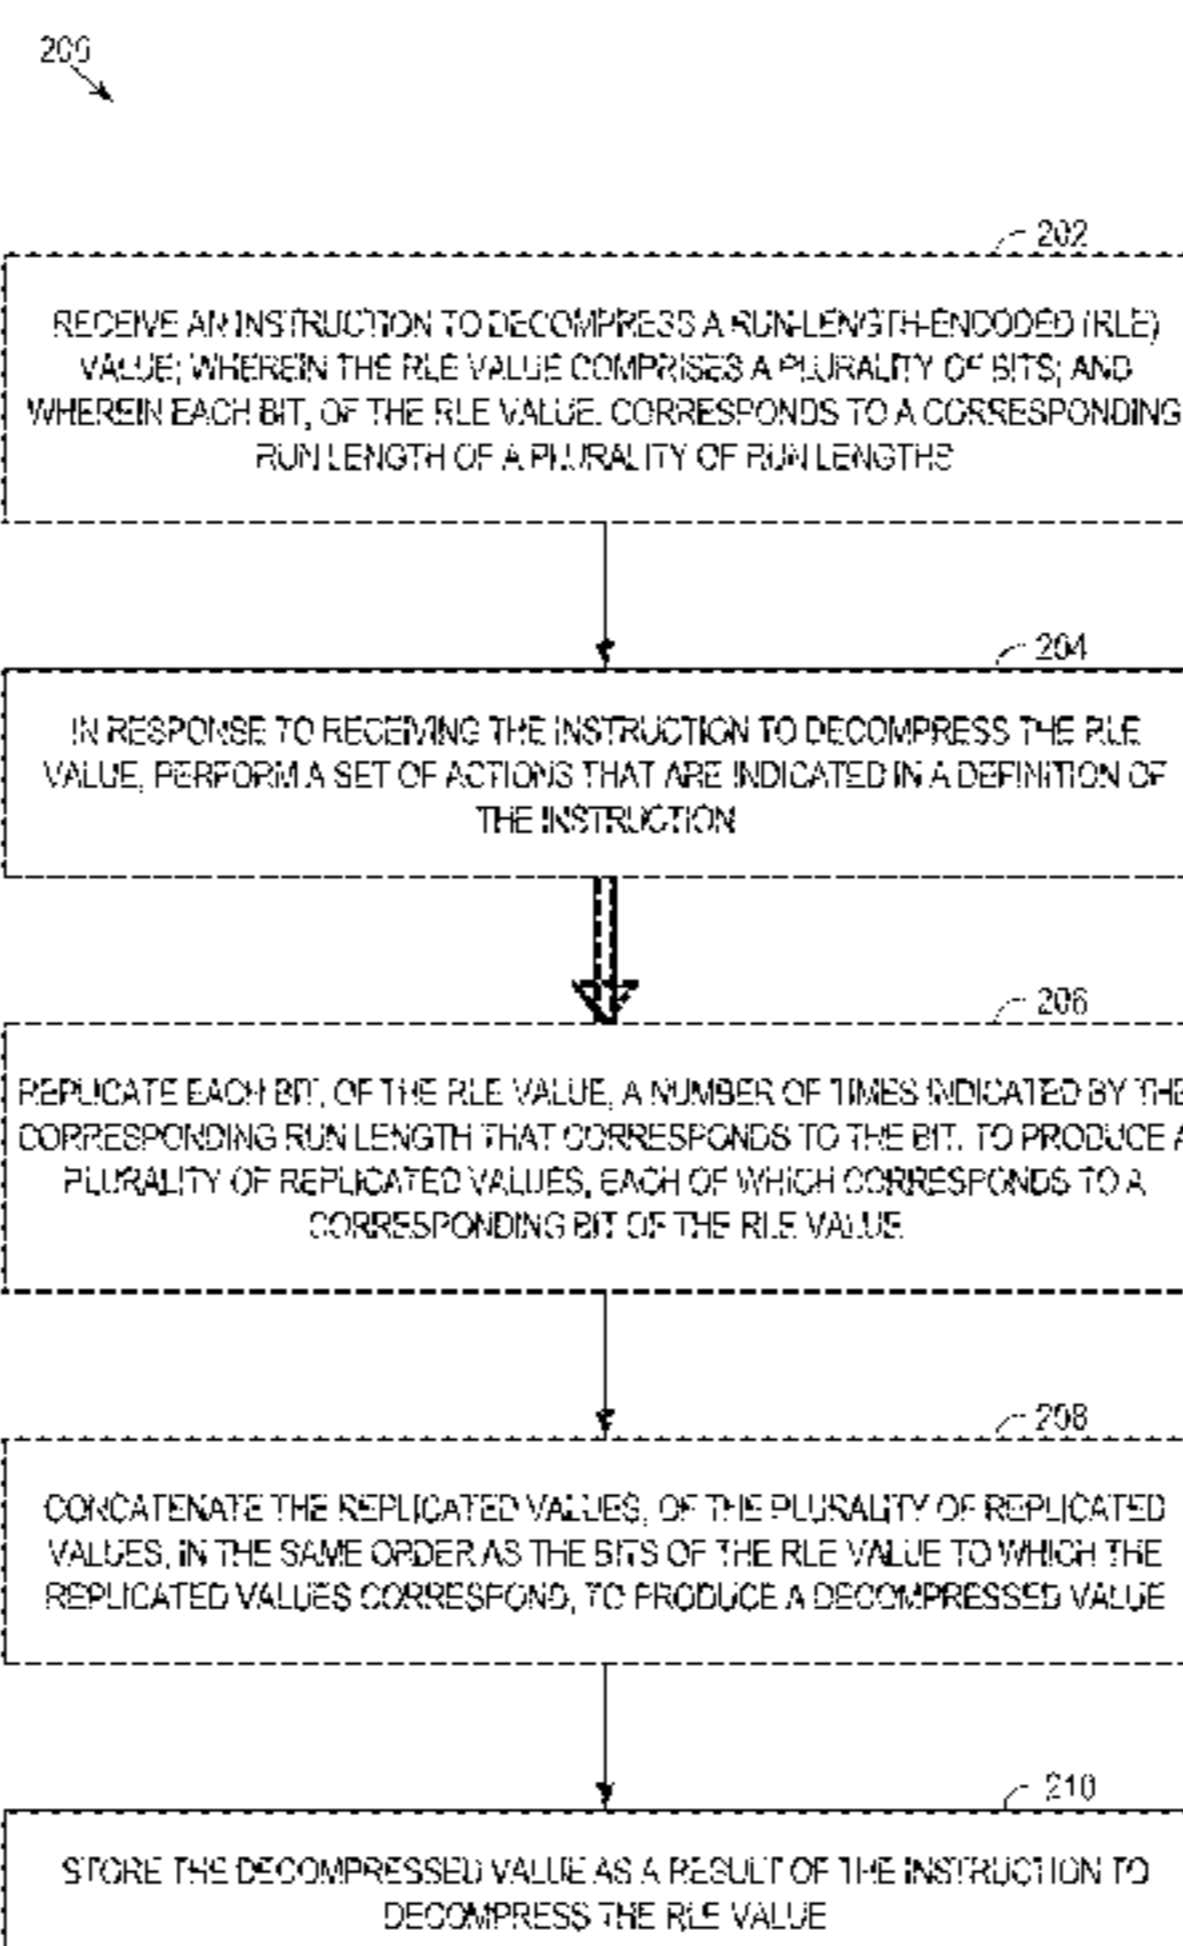 200
202
RECEIVE AN INSTRUCTION TO DECOMPRESS A RUN-LENGTH-ENCODED (RLE)
VALUE; WHEREIN THE RLE VALUE COMPRISES A PLURALITY OF BITS; AND
WHEREIN EACH BIT, OF THE RLE VALUE, CORRESPONDS TO A CORRESPONDING
RUN LENGTH OF A PLURALITY OF RUN LENGTHS
204
IN RESPONSE TO RECEIVING THE INSTRUCTION TO DECOMPRESS THE RLE
VALUE, PERFORM A SET OF ACTIONS THAT ARE INDICATED IN A DEFINITION OF
THE INSTRUCTION
206
REPLICATE EACH BIT, OF THE RLE VALUE, A NUMBER OF TIMES INDICATED BY THE
CORRESPONDING RUN LENGTH THAT CORRESPONDS TO THE BIT, TO PRODUCE A
PLURALITY OF REPLICATED VALUES, EACH OF WHICH CORRESPONDS TO A
CORRESPONDING BIT OF THE RLE VALUE
208
CONCATENATE THE REPLICATED VALUES, OF THE PLURALITY OF REPLICATED
VALUES, IN THE SAME ORDER AS THE BITS OF THE RLE VALUE TO WHICH THE
REPLICATED VALUES CORRESPOND, TO PRODUCE A DECOMPRESSED VALUE
210
STORE THE DECOMPRESSED VALUE AS A RESULT OF THE INSTRUCTION TO
DECOMPRESS THE RLE VALUE